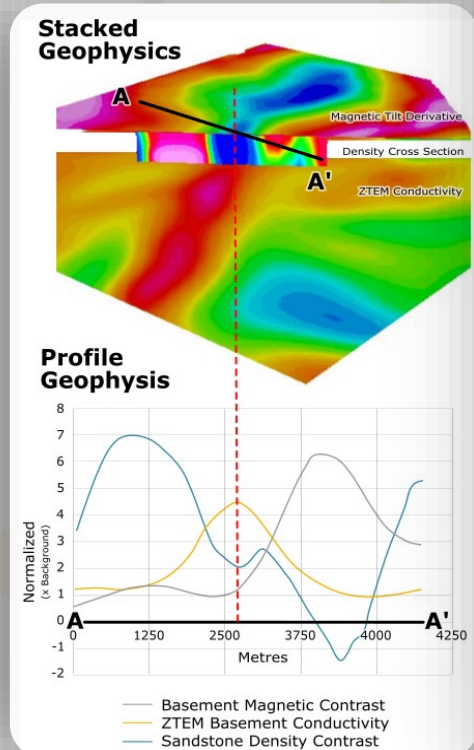 Stacked
Geophysics
A
Magnetic Tilt Derivative
Density Cross Section
A'
ZTEM Conductivity
Profile
Geophysis
8
7
6
5
4
3
2
1
0
-1
-2
Normalized
(x Background)
A
A'
0 1250 2500 3750 4000 4250
Metres
Basement Magnetic Contrast
ZTEM Basement Conductivity
Sandstone Density Contrast